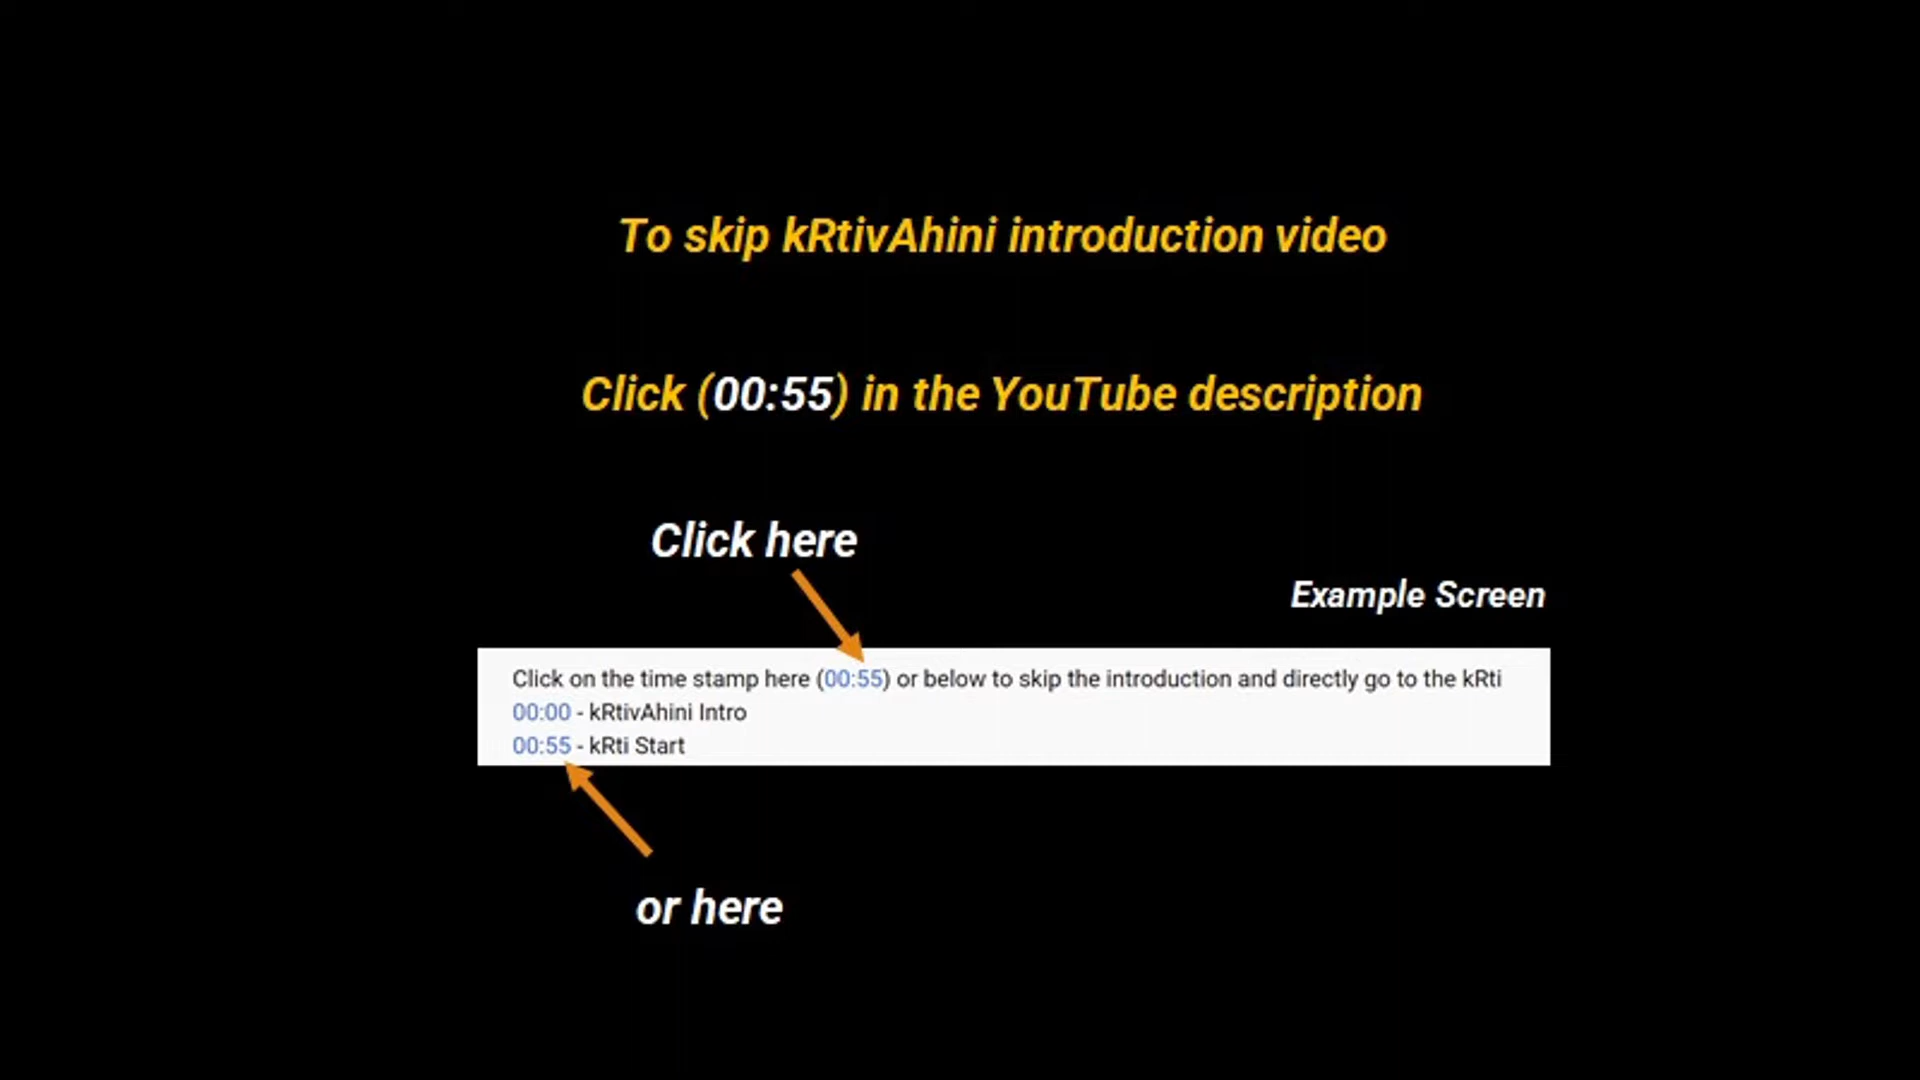 To skip kRtivAhini introduction video
Click (00:55) in the YouTube description
Click here
Example Screen
Click on the time stamp here (00:55) or below to skip the introduction and directly go to the kRti
00:00 - kRtivAhini Intro
00:55 - kRti Start
or here